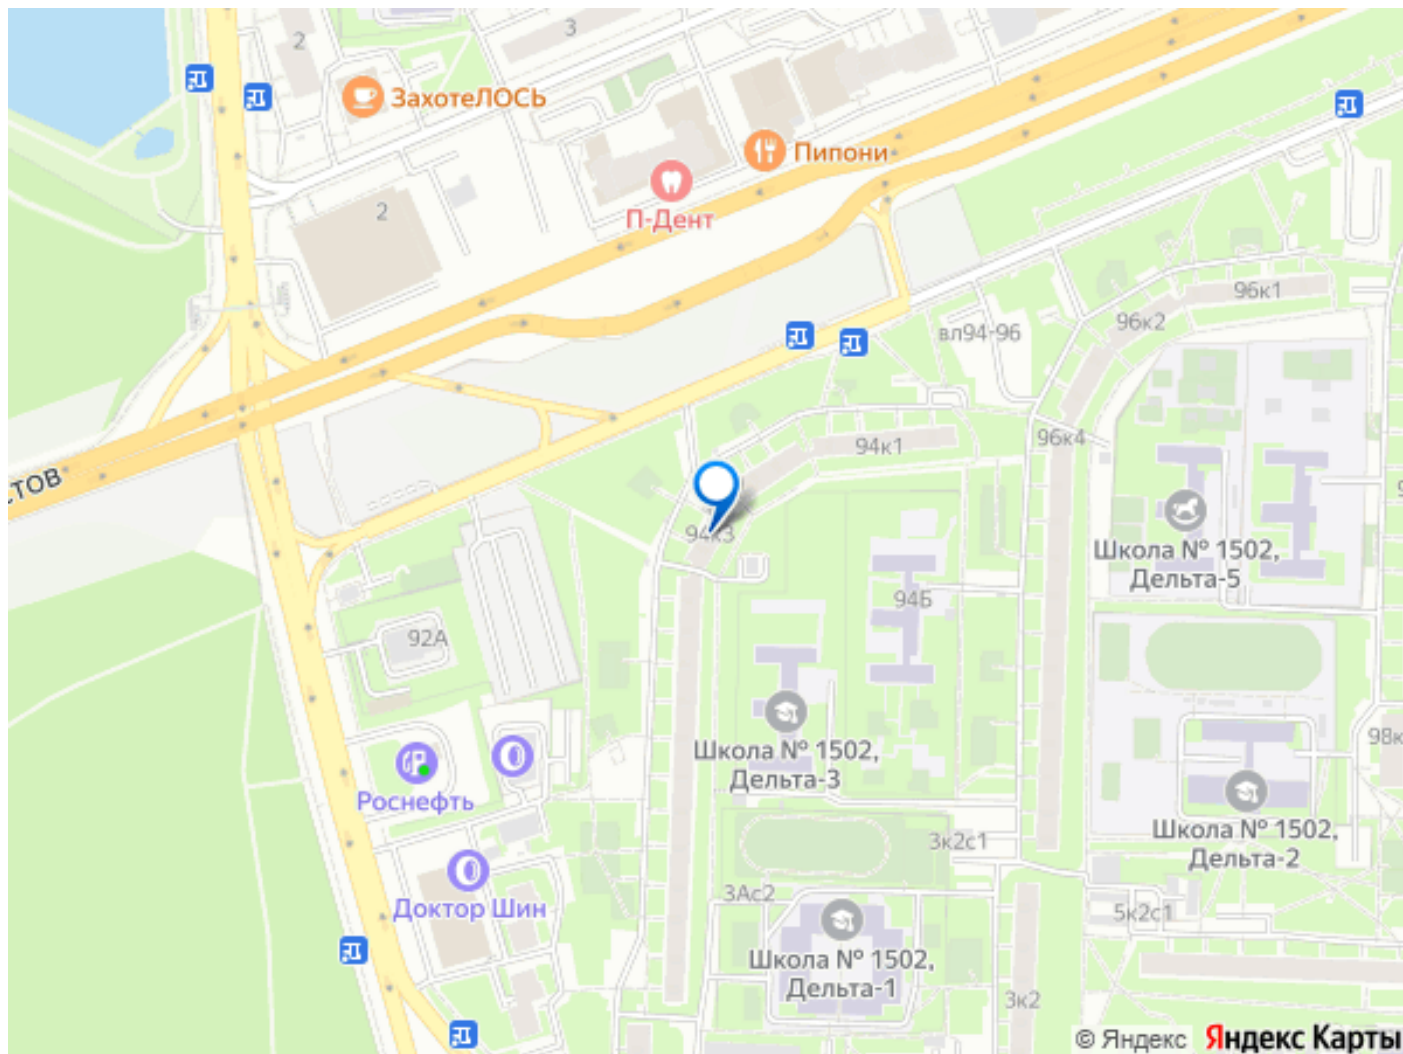 3
2
ЗахотеЛОСЬ
Пипони
2
П-Дент
96к1
96к2
вл94-96
94к1
96к4
стов
94к3
Школа № 1502,
Дельта-5
94Б
92А
Школа № 1502,
Дельта-3
98к
Роснефть
Школа № 1502,
Дельта-2
3к2с1
3Ас2
Доктор Шин
5к2с1
Школа № 1502,
Дельта-1
3к2
© Яндекс Яндекс Карты